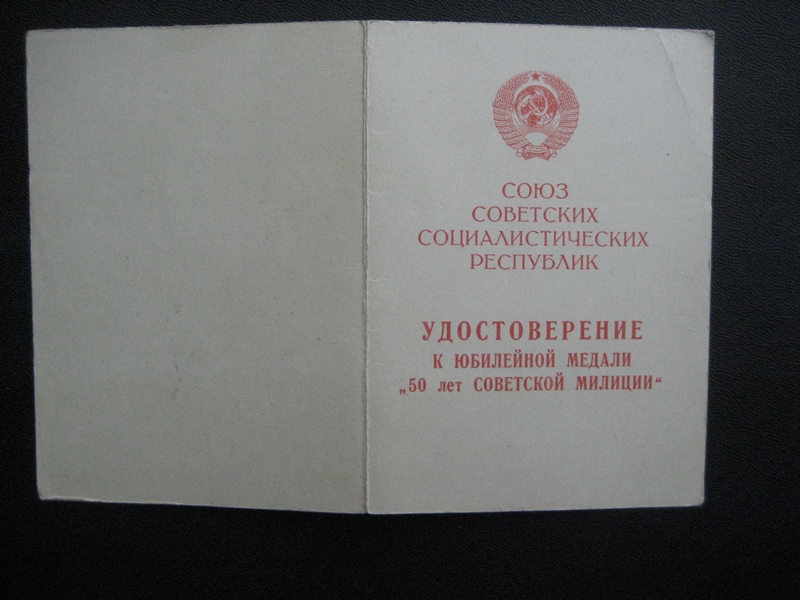 СОЮЗ
СОВЕТСКИХ
СОЦИАЛИСТИЧЕСКИХ
РЕСПУБЛИК
УДОСТОВЕРЕНИЕ
К ЮБИЛЕЙНОЙ МЕДАЛИ
„50 лет СОВЕТСКОЙ МИЛИЦИИ“